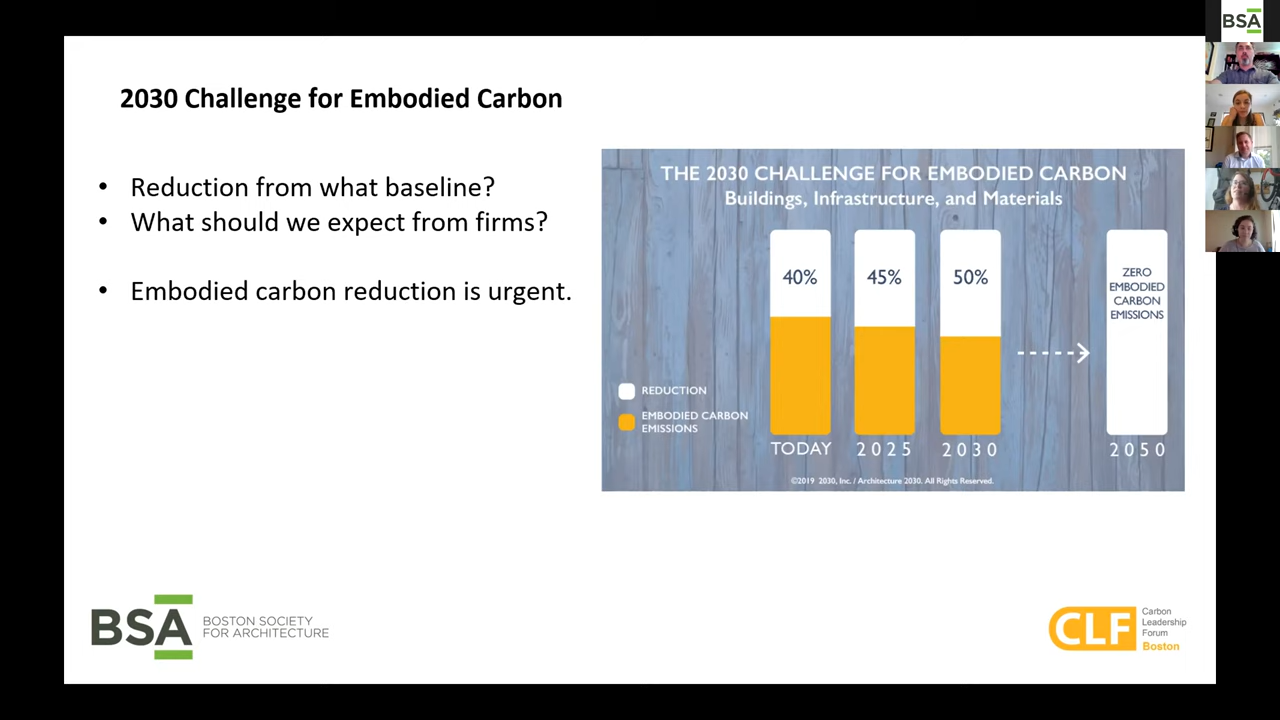 BSA
2030 Challenge for Embodied Carbon
• Reduction from what baseline?
• What should we expect from firms?
• Embodied carbon reduction is urgent.
THE 2030 CHALLENGE FOR EMBODIED CARBON
Buildings, Infrastructure, and Materials
40%
45%
50%
ZERO
EMBODIED
CARBON
EMISSIONS
REDUCTION
EMBODIED CARBON
EMISSIONS
TODAY
2025
2030
2050
©2019 2030, Inc. / Architecture 2030. All Rights Reserved.
BSA
BOSTON SOCIETY
FOR ARCHITECTURE
CLF
Carbon
Leadership
Forum
Boston